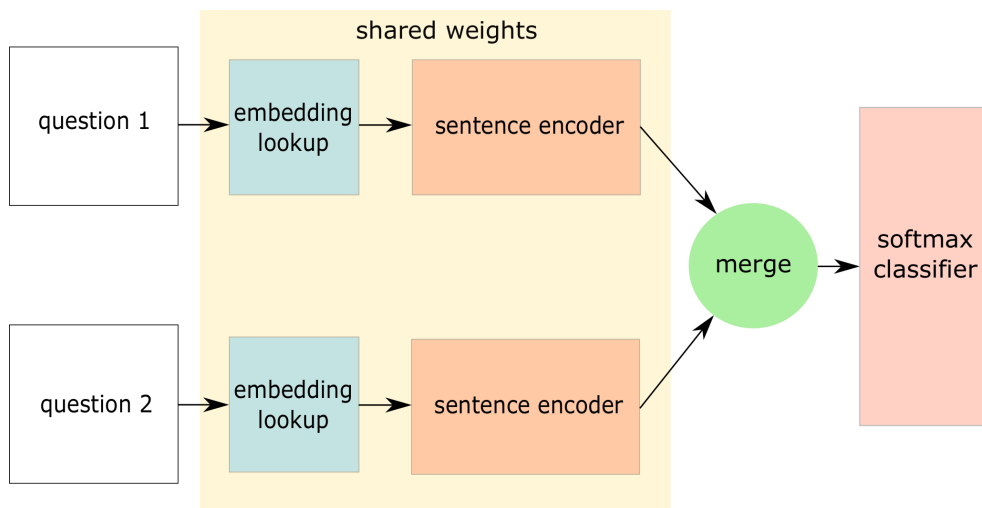 shared weights
question 1
embedding
lookup
sentence encoder
merge
softmax
classifier
question 2
embedding
lookup
sentence encoder